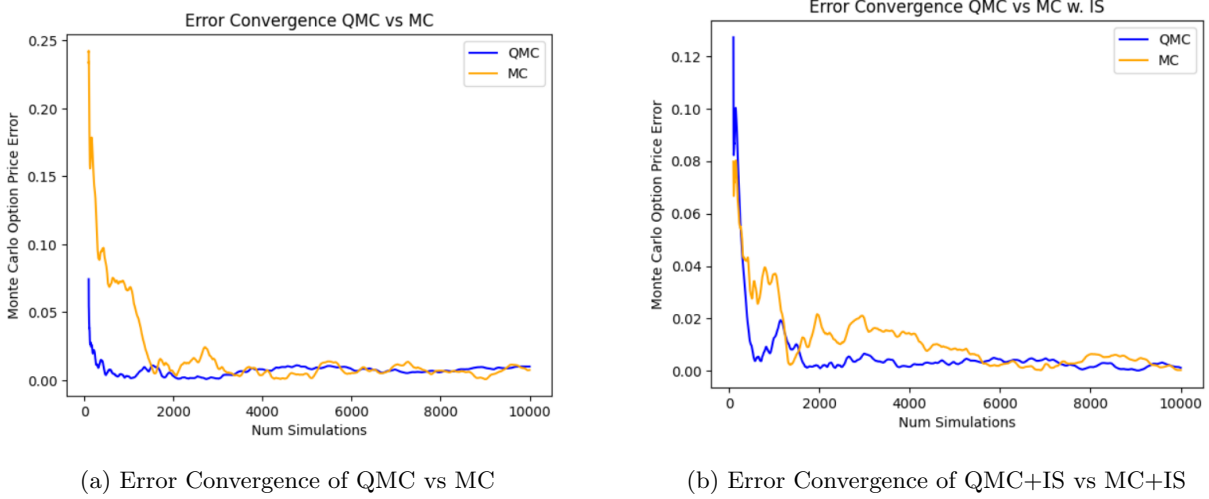 Error Convergence QMC vs MC
0.25
0.20
0.15
0.10
0.05
0.00
Monte Carlo Option Price Error
QMC
MC
0
2000
4000
6000
8000
10000
Num Simulations
(a) Error Convergence of QMC vs MC
Error Convergence QMC vs MC w. IS
0.12
0.10
0.08
0.06
0.04
0.02
0.00
Monte Carlo Option Price Error
QMC
MC
0
2000
4000
6000
8000
10000
Num Simulations
(b) Error Convergence of QMC+IS vs MC+IS